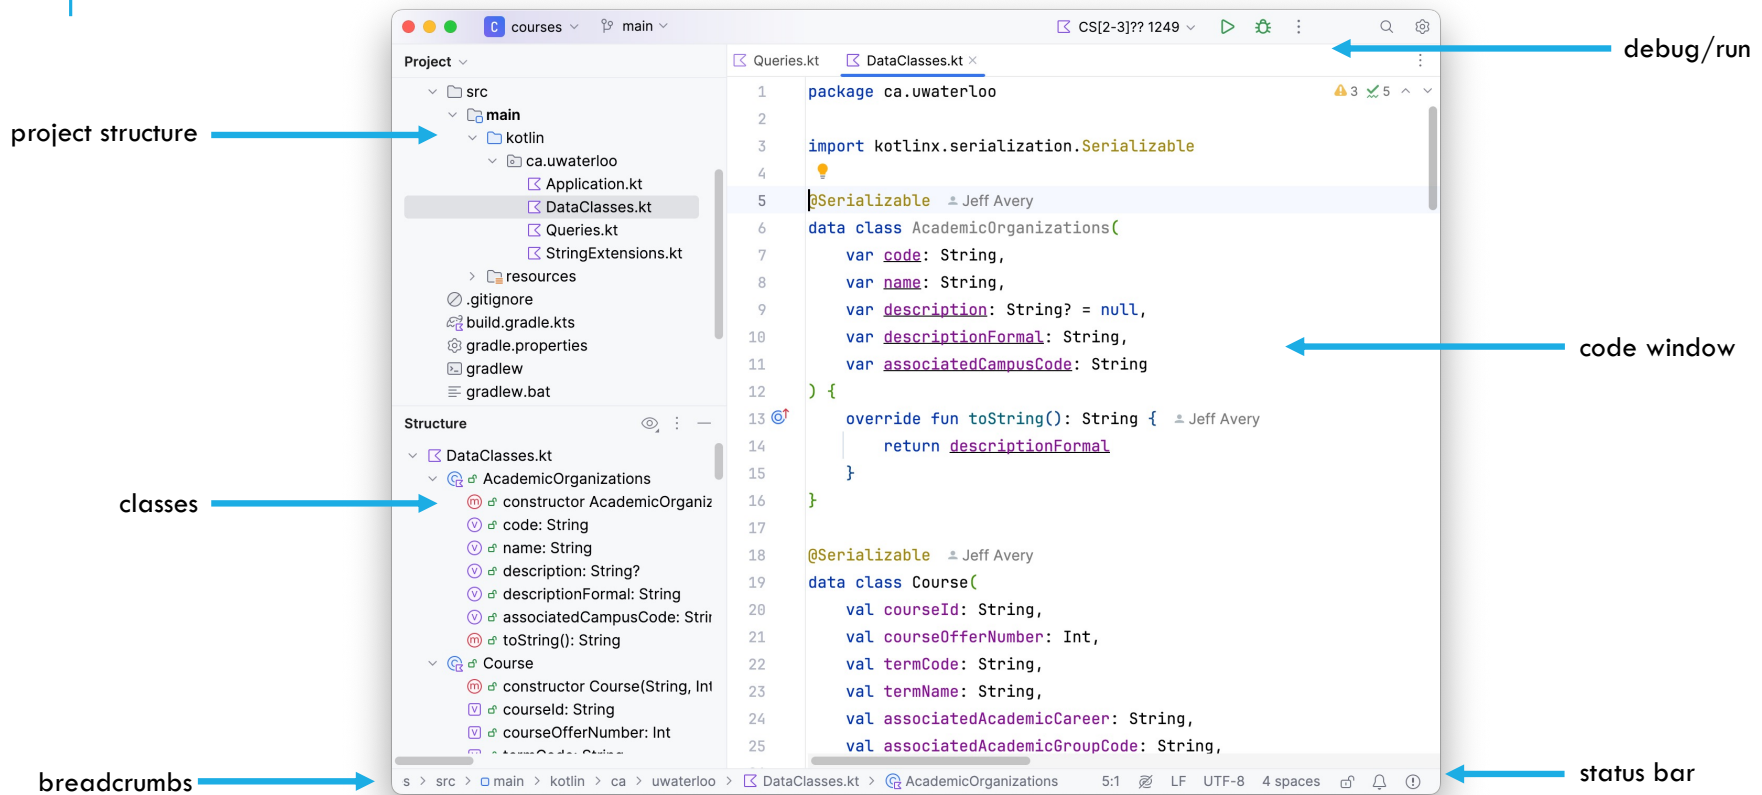 courses
main
CS[2-3]?? 1249
debug/run
Project
src
main
project structure
kotlin
ca.uwaterloo
Application.kt
DataClasses.kt
Queries.kt
StringExtensions.kt
resources
.gitignore
build.gradle.kts
gradle.properties
gradlew
gradlew.bat
Structure
DataClasses.kt
AcademicOrganizations
classes
constructor AcademicOrganiz
code: String
name: String
description: String?
descriptionFormal: String
associatedCampusCode: Strin
toString(): String
Course
constructor Course(String, Int
courseId: String
courseOfferNumber: Int
termCode: String
Queries.kt DataClasses.kt
3 5
1 package ca.uwaterloo
2
3 import kotlinx.serialization.Serializable
4
5 @Serializable Jeff Avery
6 data class AcademicOrganizations(
7 var code: String,
8 var name: String,
9 var description: String? = null,
10 var descriptionFormal: String,
11 var associatedCampusCode: String
12 ) {
13 override fun toString(): String { Jeff Avery
14 return descriptionFormal
15 }
16 }
17
18 @Serializable Jeff Avery
19 data class Course(
20 val courseId: String,
21 val courseOfferNumber: Int,
22 val termCode: String,
23 val termName: String,
24 val associatedAcademicCareer: String,
25 val associatedAcademicGroupCode: String,
code window
breadcrumbs
s > src > main > kotlin > ca > uwaterloo > DataClasses.kt > AcademicOrganizations
5:1 LF UTF-8 4 spaces
status bar